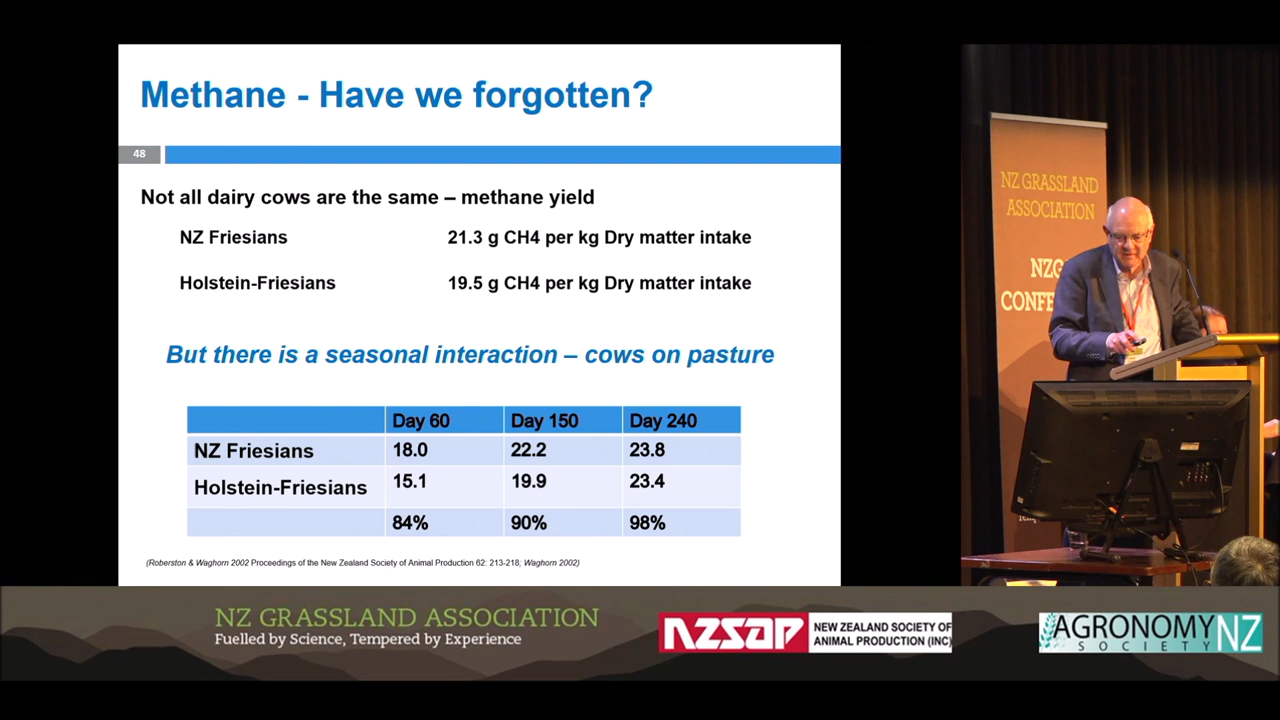 Methane - Have we forgotten?
48
Not all dairy cows are the same – methane yield
NZ Friesians 21.3 g CH4 per kg Dry matter intake
Holstein-Friesians 19.5 g CH4 per kg Dry matter intake
But there is a seasonal interaction – cows on pasture
Day 60 Day 150 Day 240
NZ Friesians 18.0 22.2 23.8
Holstein-Friesians 15.1 19.9 23.4
84% 90% 98%
(Roberston & Waghorn 2002 Proceedings of the New Zealand Society of Animal Production 62: 213-218; Waghorn 2002)
NZ GRASSLAND
ASSOCIATION
NZG
CONFE
NZ GRASSLAND ASSOCIATION
Fuelled by Science, Tempered by Experience
NZSAP
NEW ZEALAND SOCIETY OF
ANIMAL PRODUCTION (INC)
AGRONOMY NZ
SOCIETY